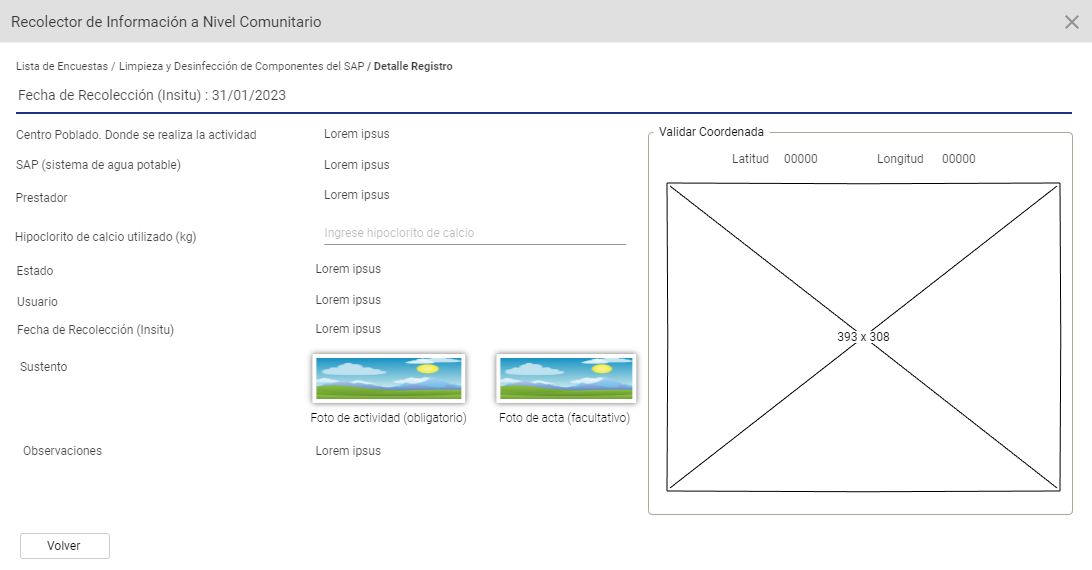 Recolector de Información a Nivel Comunitario
Lista de Encuestas / Limpieza y Desinfección de Componentes del SAP / Detalle Registro
Fecha de Recolección (Insitu) : 31/01/2023
Centro Poblado. Donde se realiza la actividad Lorem ipsus
SAP (sistema de agua potable) Lorem ipsus
Prestador Lorem ipsus
Hipoclorito de calcio utilizado (kg) Ingrese hipoclorito de calcio
Estado Lorem ipsus
Usuario Lorem ipsus
Fecha de Recolección (Insitu) Lorem ipsus
Sustento
Foto de actividad (obligatorio) Foto de acta (facultativo)
Observaciones Lorem ipsus
Validar Coordenada
Latitud 00000 Longitud 00000
393 x 308
Volver